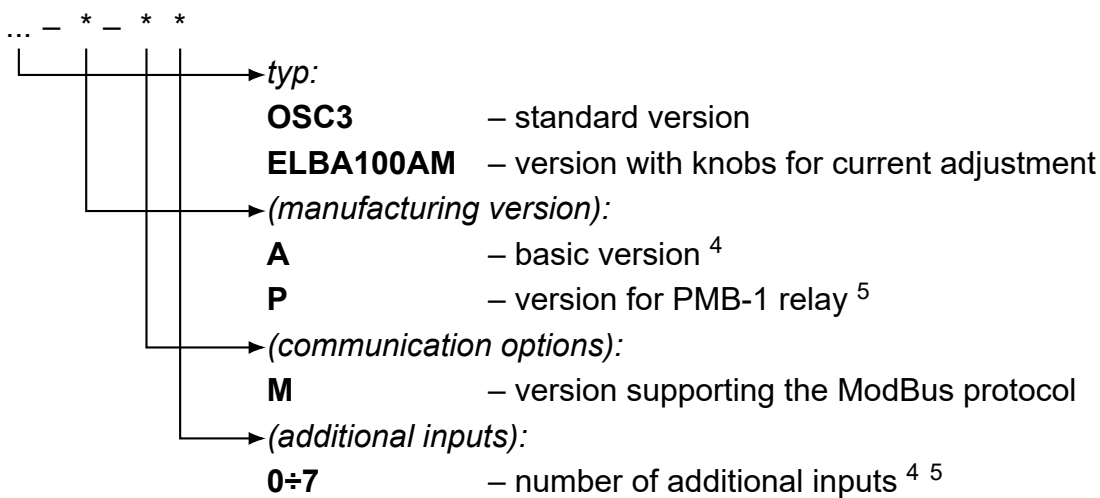 ... – * – * *
typ:
OSC3 – standard version
ELBA100AM – version with knobs for current adjustment
(manufacturing version):
A – basic version 4
P – version for PMB-1 relay 5
(communication options):
M – version supporting the ModBus protocol
(additional inputs):
0÷7 – number of additional inputs 4 5